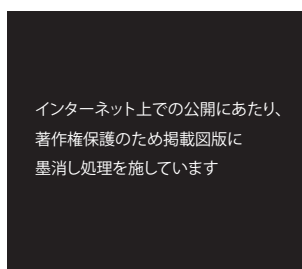 インターネット上での公開にあたり、
著作権保護のため掲載図版に
墨消し処理を施しています